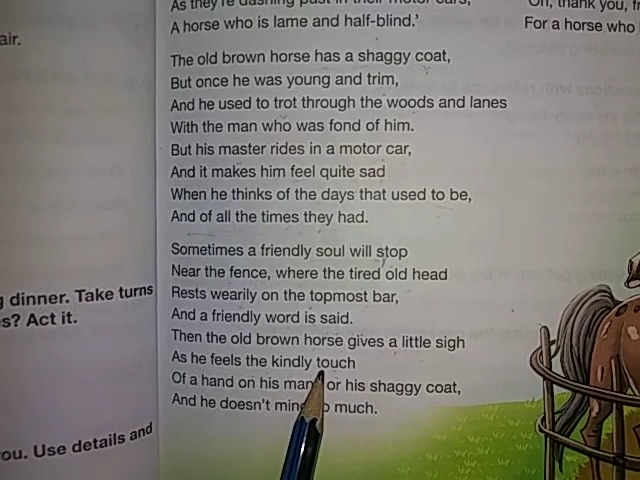 As they're dashing past in their motor cars,
A horse who is lame and half-blind.'
The old brown horse has a shaggy coat,
But once he was young and trim,
And he used to trot through the woods and lanes
With the man who was fond of him.
But his master rides in a motor car,
And it makes him feel quite sad
When he thinks of the days that used to be,
And of all the times they had.
Sometimes a friendly soul will stop
Near the fence, where the tired old head
Rests wearily on the topmost bar,
And a friendly word is said.
Then the old brown horse gives a little sigh
As he feels the kindly touch
Of a hand on his mane or his shaggy coat,
And he doesn't mind so much.
air.
dinner. Take turns
s? Act it.
ou. Use details and
Oh, thank you,
For a horse who